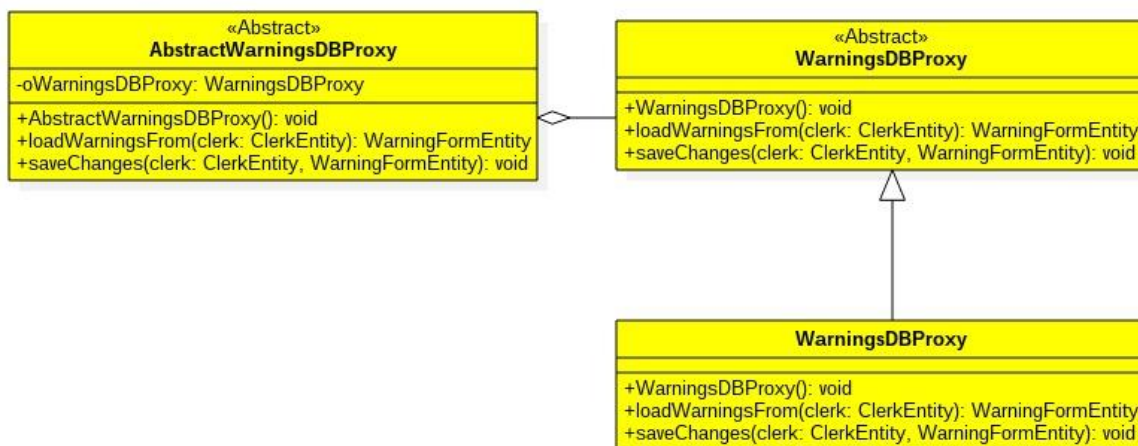 «Abstract»
AbstractWarningsDBProxy
-oWarningsDBProxy: WarningsDBProxy
+AbstractWarningsDBProxy(): void
+loadWarningsFrom(clerk: ClerkEntity): WarningFormEntity
+saveChanges(clerk: ClerkEntity, WarningFormEntity): void
«Abstract»
WarningsDBProxy
+WarningsDBProxy(): void
+loadWarningsFrom(clerk: ClerkEntity): WarningFormEntity
+saveChanges(clerk: ClerkEntity, WarningFormEntity): void
WarningsDBProxy
+WarningsDBProxy(): void
+loadWarningsFrom(clerk: ClerkEntity): WarningFormEntity
+saveChanges(clerk: ClerkEntity, WarningFormEntity): void